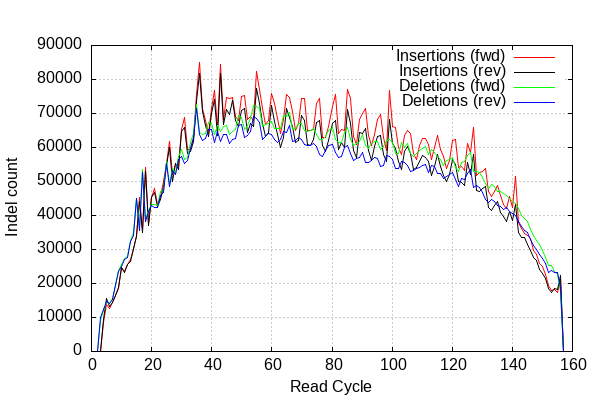 90000
80000
70000
60000
50000
40000
30000
20000
10000
0
Indel count
Insertions (fwd)
Insertions (rev)
Deletions (fwd)
Deletions (rev)
0 20 40 60 80 100 120 140 160
Read Cycle